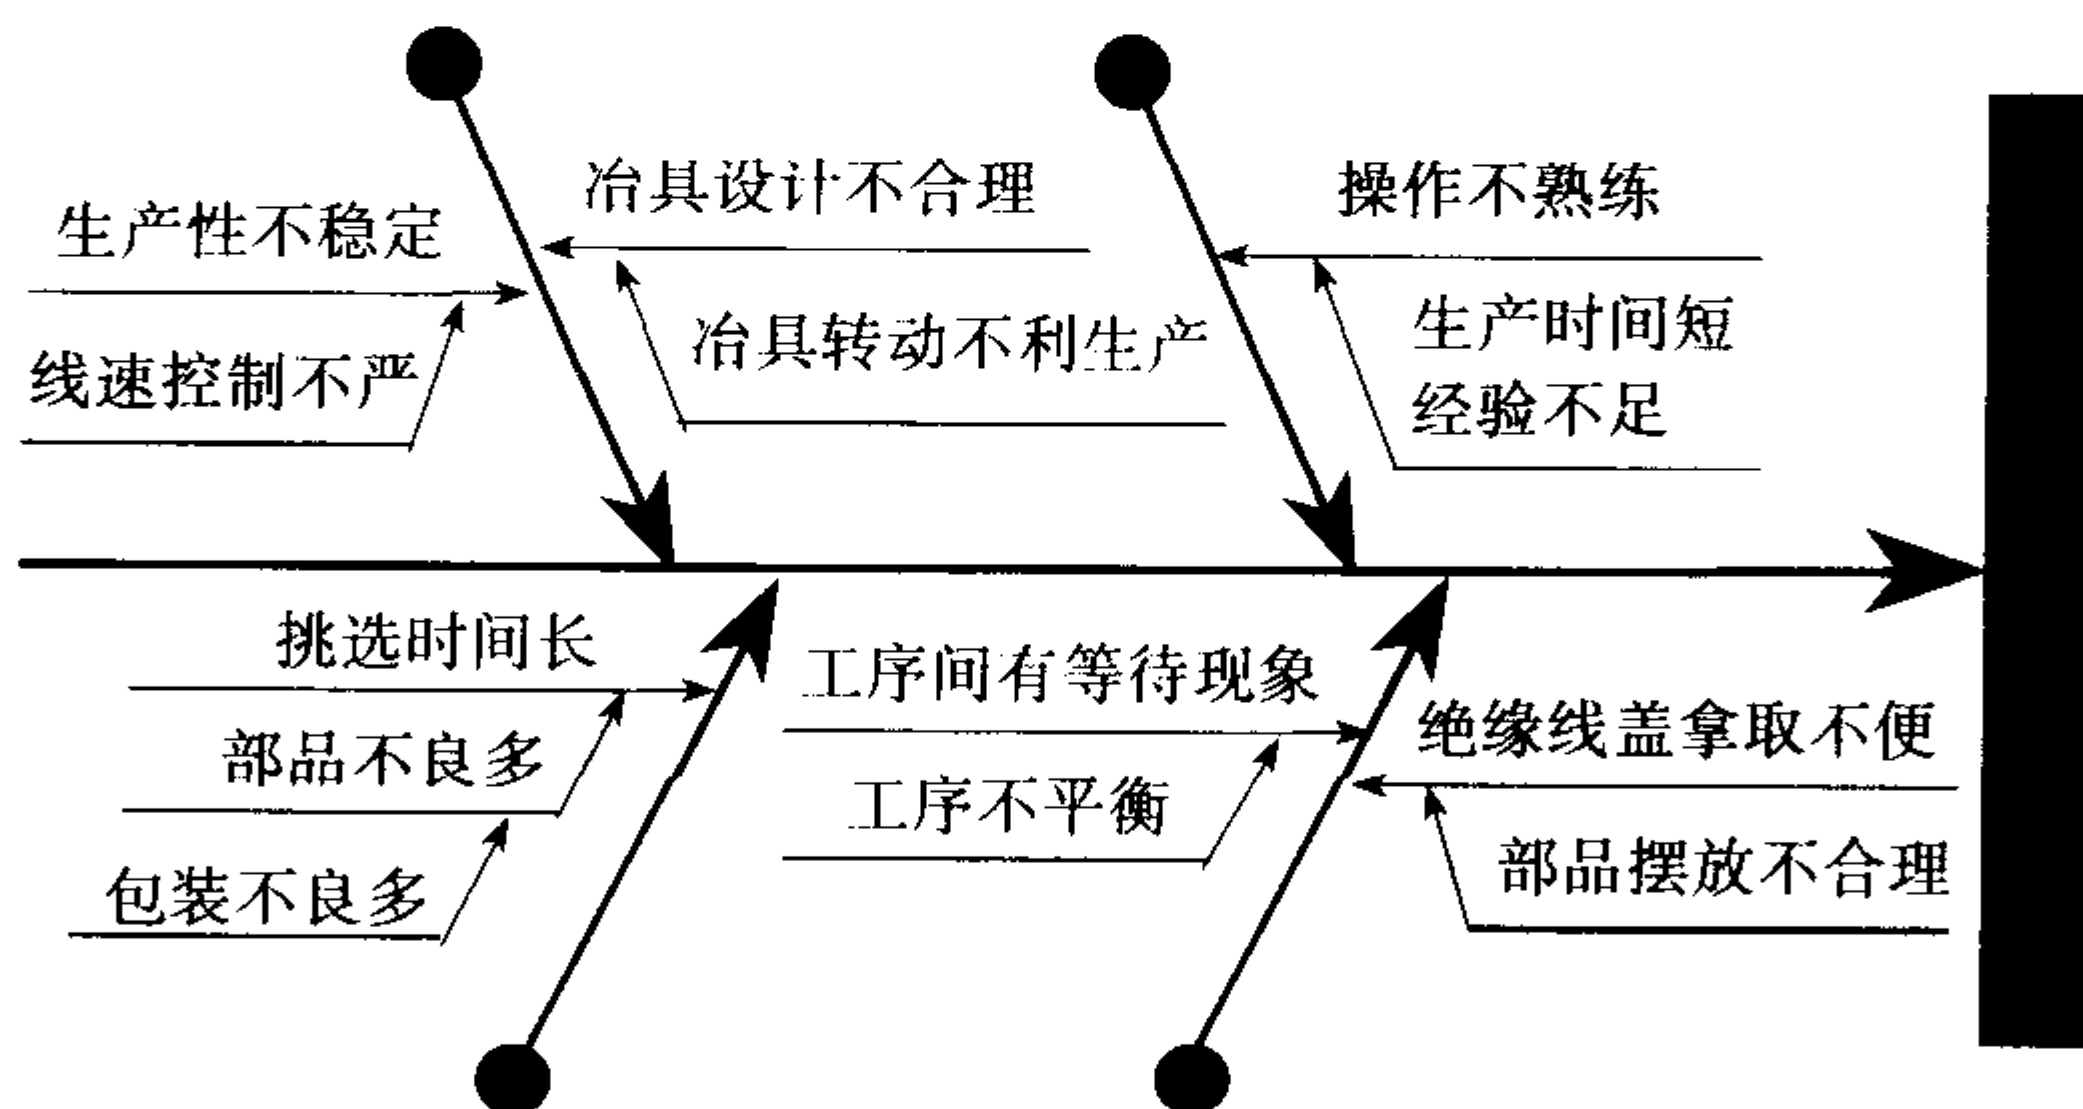 冶具设计不合理
生产性不稳定
冶具转动不利生产
线速控制不严
操作不熟练
生产时间短
经验不足
挑选时间长
部品不良多
包装不良多
工序间有等待现象
工序不平衡
绝缘线盖拿取不便
部品摆放不合理